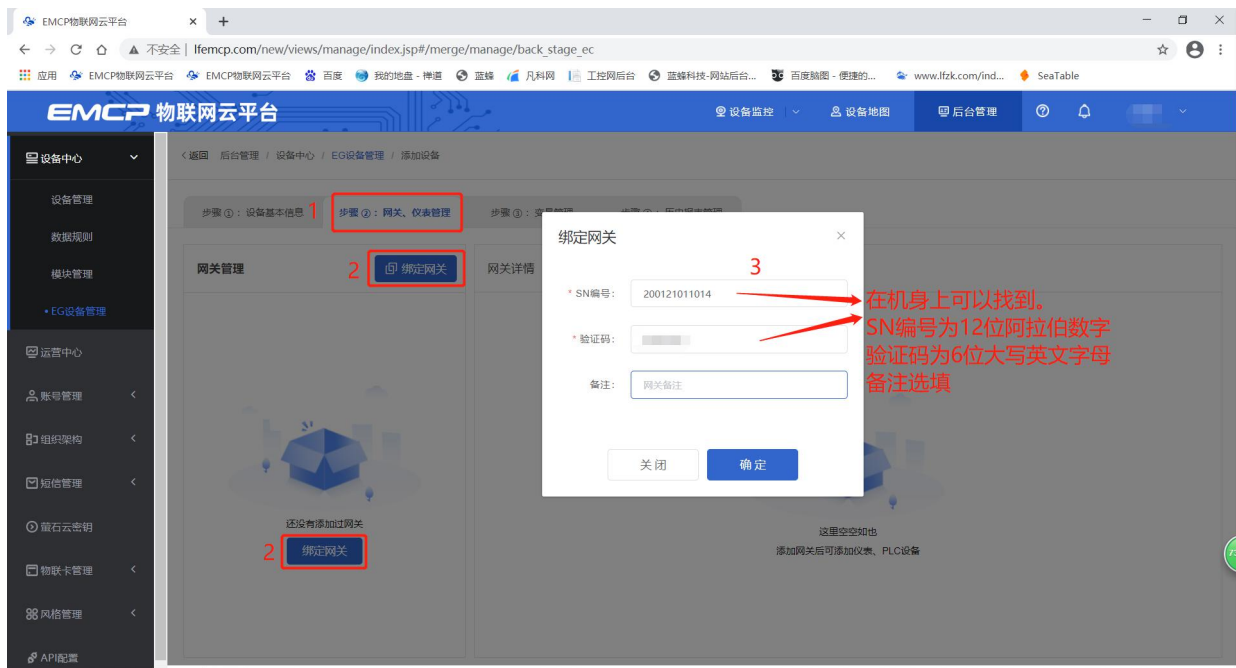 EMCP物联网云平台
不安全 | lfemcp.com/new/views/manage/index.jsp#/merge/manage/back_stage_ec
应用 EMCP物联网云平台 EMCP物联网云平台 百度 我的地盘 - 禅道 蓝蜂 凡科网 工控网后台 蓝蜂科技-网站后台... 百度脑图 - 便捷的... www.lfzk.com/ind... SeaTable
EMCP 物联网云平台 设备监控 设备地图 后台管理
设备中心
设备管理
数据规则
模块管理
EG设备管理
运营中心
账号管理
组织架构
短信管理
萤石云密钥
物联卡管理
风格管理
API配置
返回 后台管理 / 设备中心 / EG设备管理 / 添加设备
步骤①：设备基本信息 1 步骤②：网关、仪表管理 步骤③：变量管理
网关管理 2 绑定网关 网关详情
还没有添加过网关
2 绑定网关
绑定网关
3
* SN编号： 200121011014
* 验证码：
备注： 网关备注
关闭 确定
在机身上可以找到。
SN编号为12位阿拉伯数字
验证码为6位大写英文字母
备注选填
这里空空如也
添加网关后可添加仪表、PLC设备